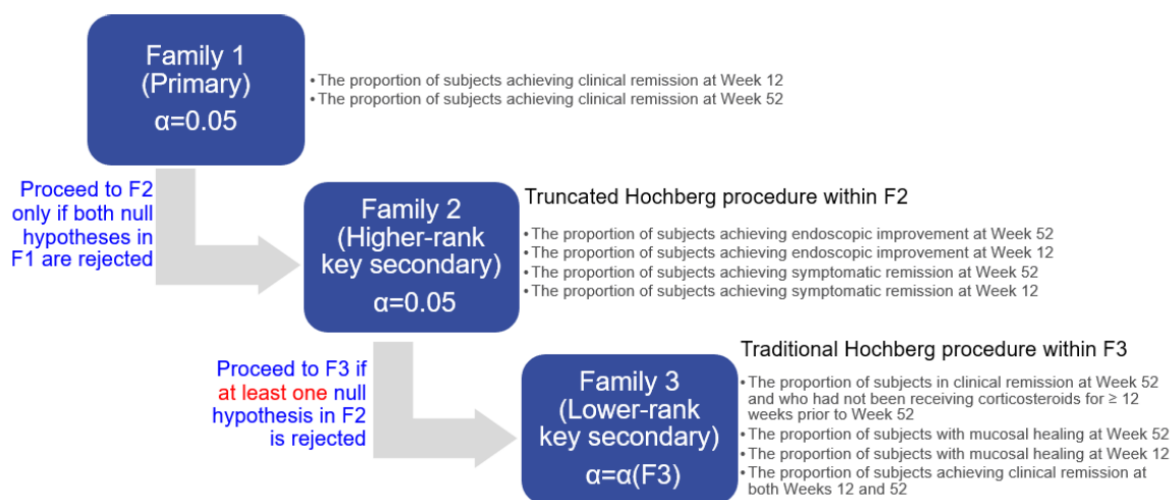 Family 1
(Primary)
α=0.05
• The proportion of subjects achieving clinical remission at Week 12
• The proportion of subjects achieving clinical remission at Week 52
Proceed to F2
only if both null
hypotheses in
F1 are rejected
Family 2
(Higher-rank
key secondary)
α=0.05
Truncated Hochberg procedure within F2
• The proportion of subjects achieving endoscopic improvement at Week 52
• The proportion of subjects achieving endoscopic improvement at Week 12
• The proportion of subjects achieving symptomatic remission at Week 52
• The proportion of subjects achieving symptomatic remission at Week 12
Proceed to F3 if
at least one null
hypothesis in F2
is rejected
Family 3
(Lower-rank
key secondary)
α=α(F3)
Traditional Hochberg procedure within F3
• The proportion of subjects in clinical remission at Week 52
and who had not been receiving corticosteroids for ≥ 12
weeks prior to Week 52
• The proportion of subjects with mucosal healing at Week 52
• The proportion of subjects with mucosal healing at Week 12
• The proportion of subjects achieving clinical remission at
both Weeks 12 and 52